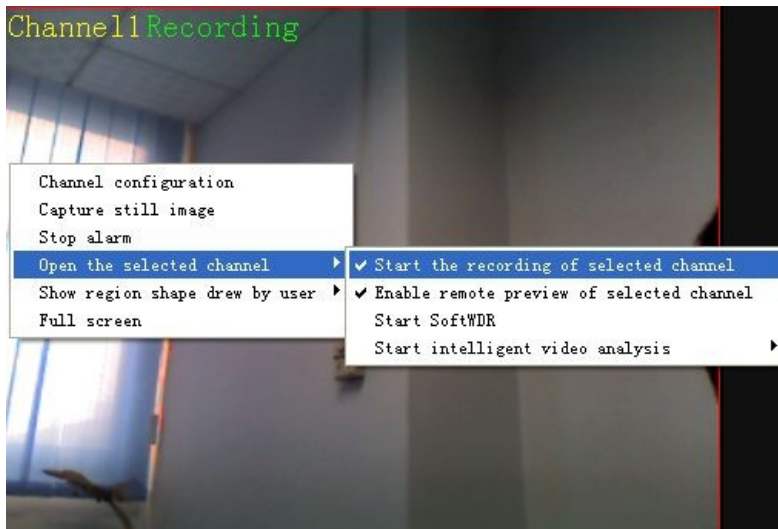 Channel1Recording
Channel configuration
Capture still image
Stop alarm
Open the selected channel
Show region shape drew by user
Full screen
Start the recording of selected channel
Enable remote preview of selected channel
Start SoftWDR
Start intelligent video analysis